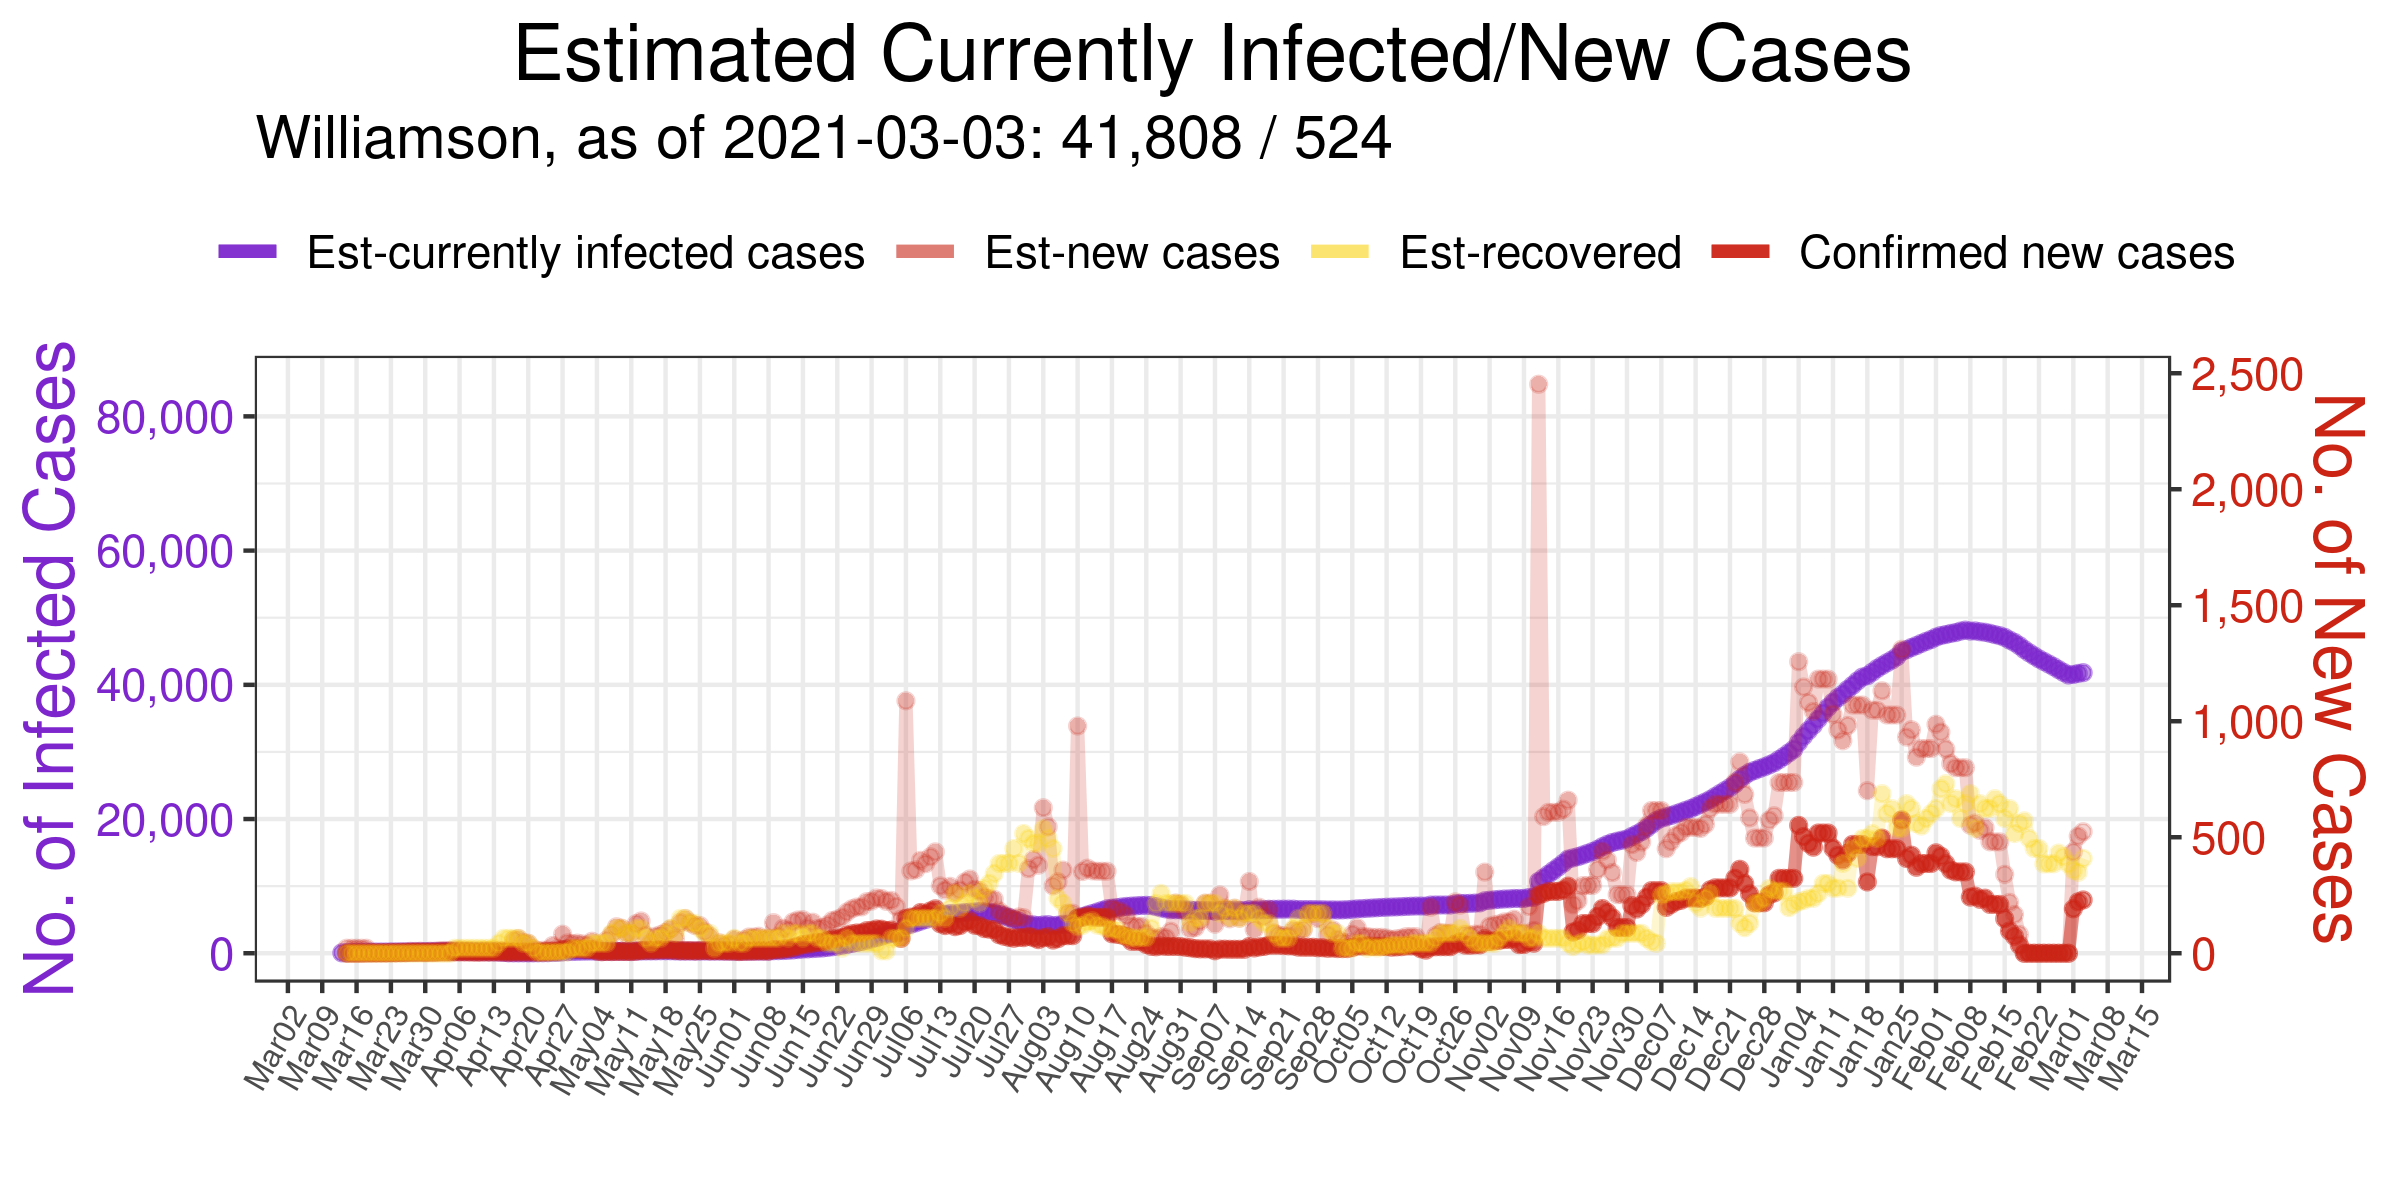 Estimated Currently Infected/New Cases
Williamson, as of 2021-03-03: 41,808 / 524
Est-currently infected cases Est-new cases Est-recovered Confirmed new cases
No. of Infected Cases
80,000
60,000
40,000
20,000
0
2,500
2,000
1,500
1,000
500
0
No. of New Cases
Mar02 Mar09 Mar16 Mar23 Mar30 Apr06 Apr13 Apr20 Apr27 May04 May11 May18 May25 Jun01 Jun08 Jun15 Jun22 Jun29 Jul06 Jul13 Jul20 Jul27 Aug03 Aug10 Aug17 Aug24 Aug31 Sep07 Sep14 Sep21 Sep28 Oct05 Oct12 Oct19 Oct26 Nov02 Nov09 Nov16 Nov23 Nov30 Dec07 Dec14 Dec21 Dec28 Jan04 Jan11 Jan18 Jan25 Feb01 Feb08 Feb15 Feb22 Mar01 Mar08 Mar15